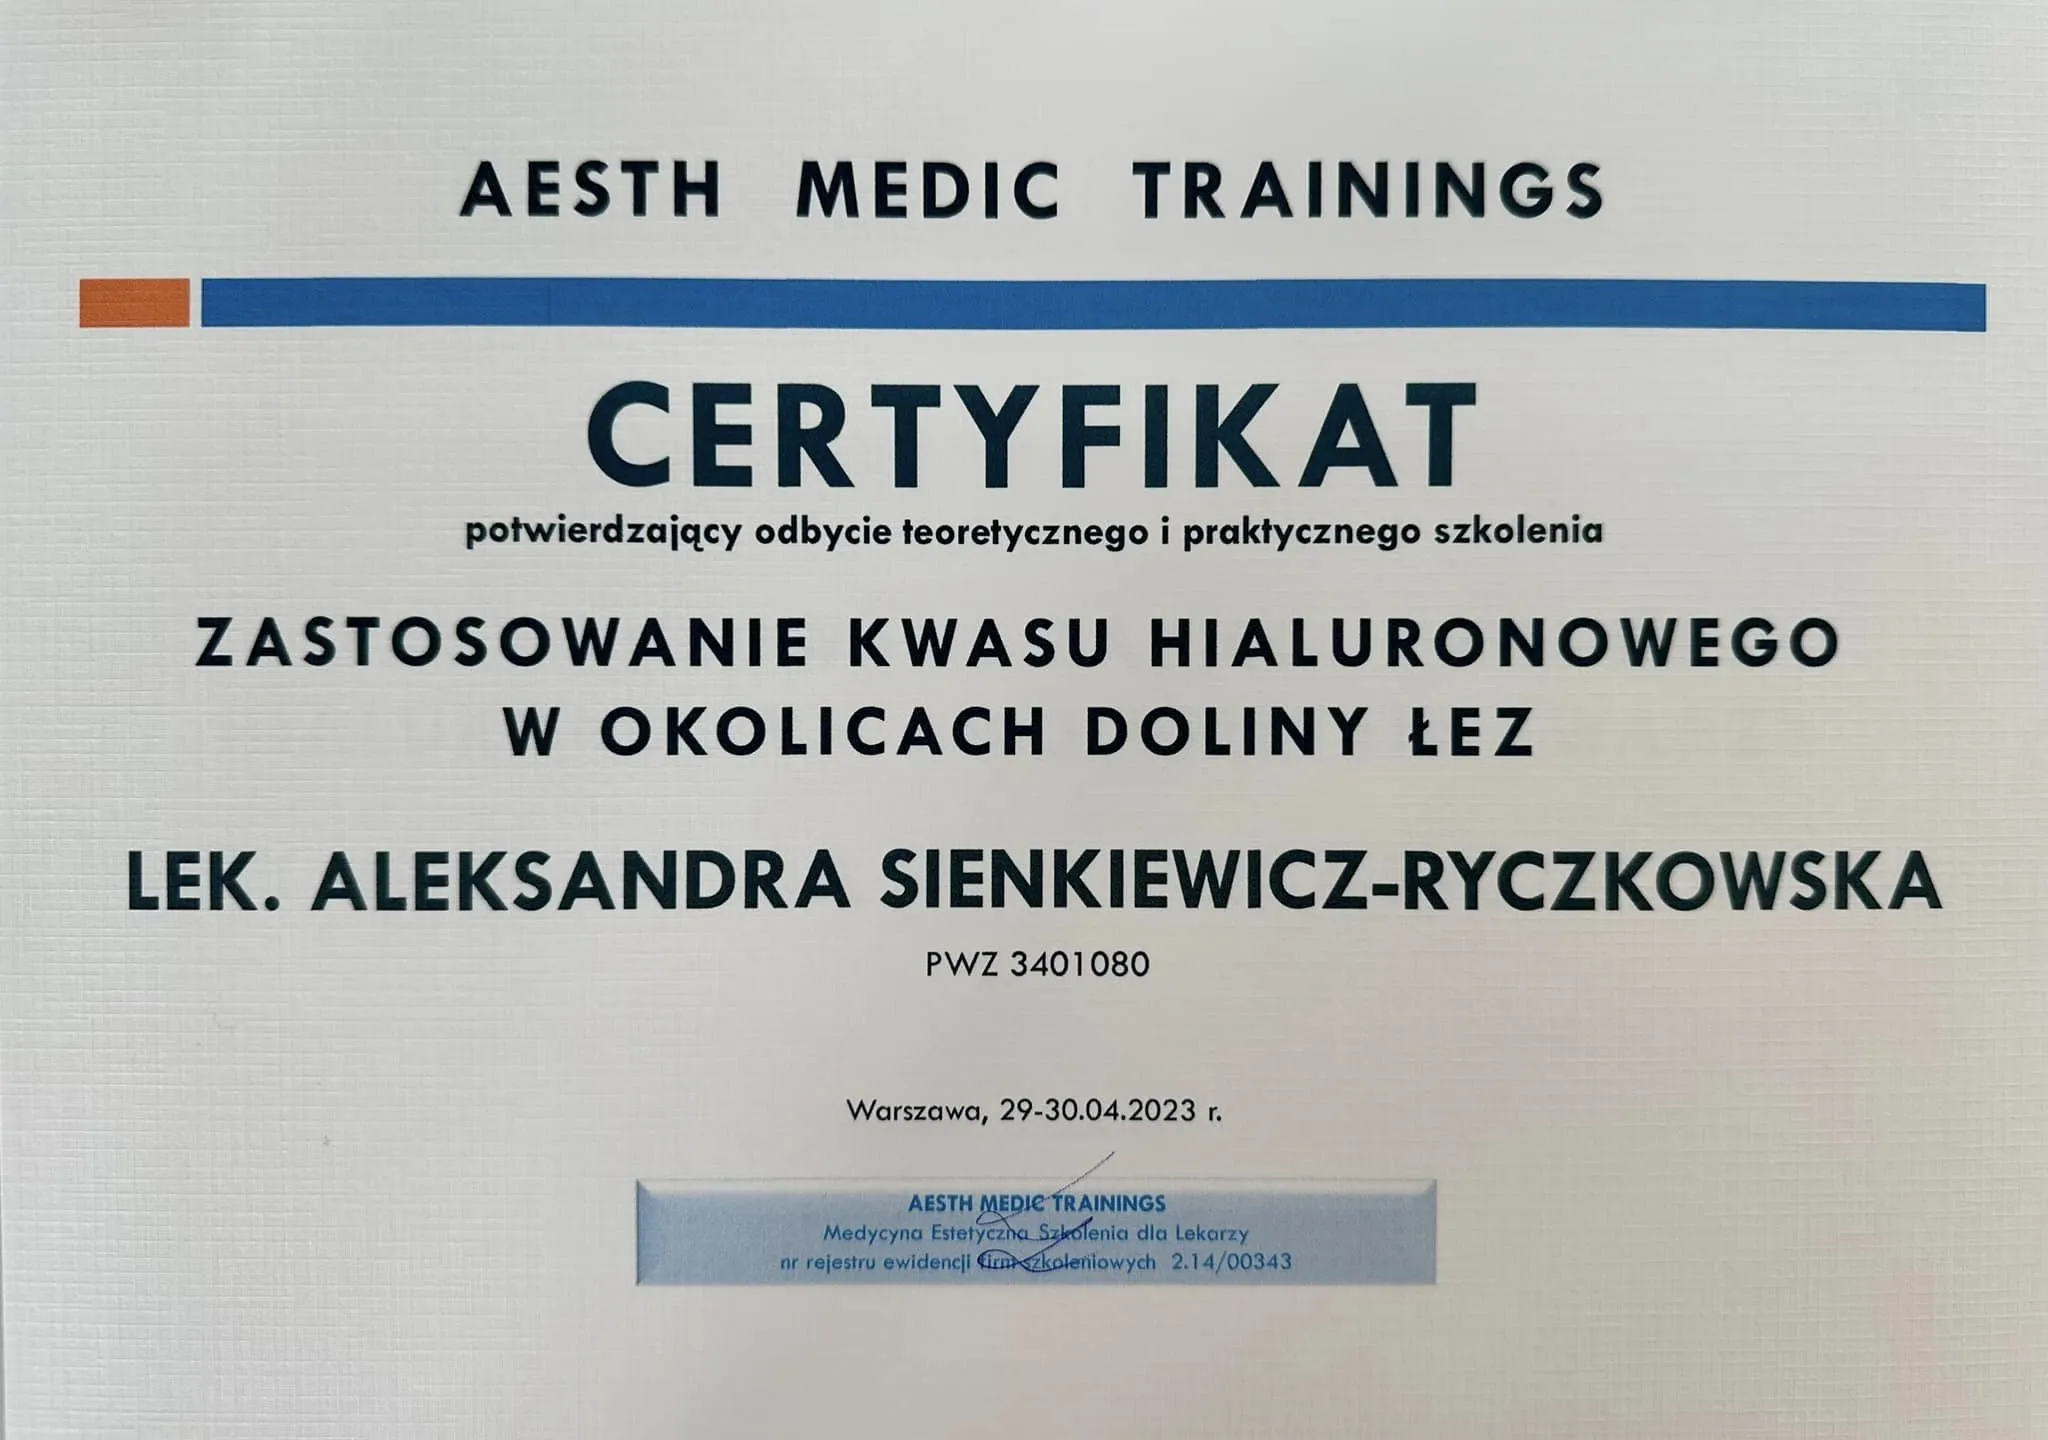 AESTH MEDIC TRAININGS
CERTYFIKAT
potwierdzający odbycie teoretycznego i praktycznego szkolenia
ZASTOSOWANIE KWASU HIALURONOWEGO
W OKOLICACH DOLINY ŁEZ
LEK. ALEKSANDRA SIENKIEWICZ-RYCZKOWSKA
PWZ 3401080
Warszawa, 29-30.04.2023 r.
AESTH MEDIC TRAININGS
Medycyna Estetyczna Szkolenia dla Lekarzy
nr rejestru ewidencji firm szkoleniowych 2.14/00343